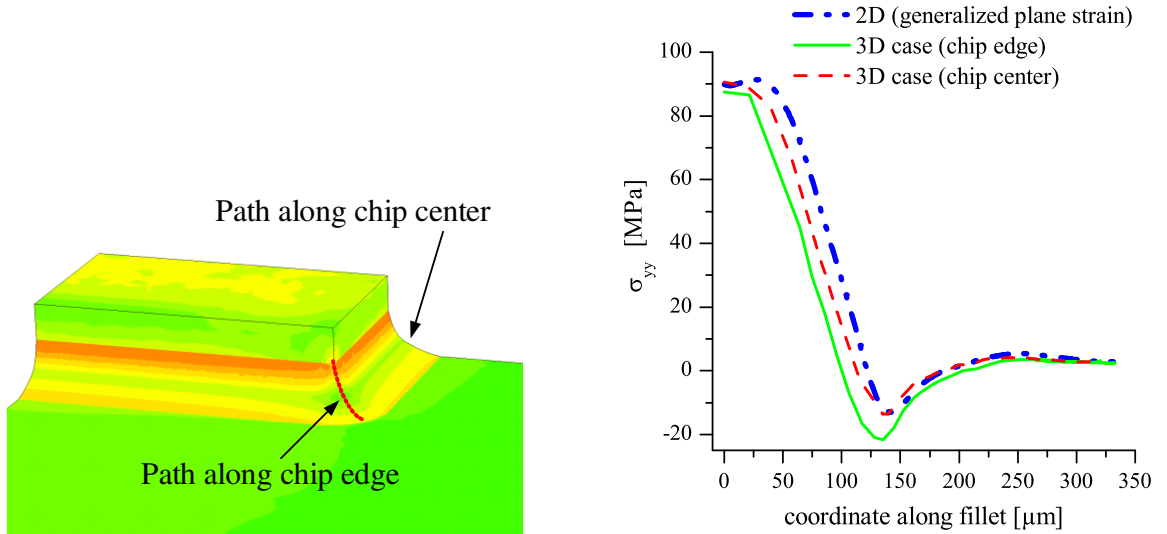 Path along chip center
Path along chip edge
2D (generalized plane strain)
3D case (chip edge)
3D case (chip center)
100
80
60
40
20
0
-20
σyy [MPa]
0 50 100 150 200 250 300 350
coordinate along fillet [µm]